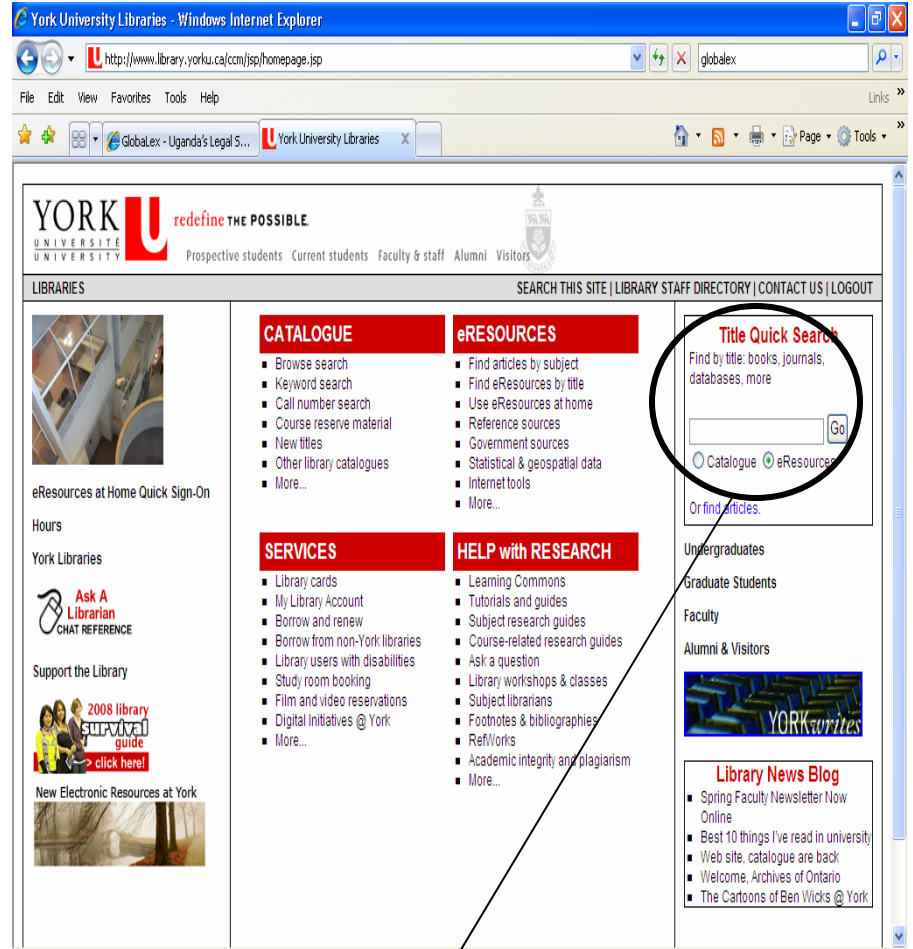 York University Libraries - Windows Internet Explorer
http://www.library.yorku.ca/ccm/jsp/homepage.jsp
globalex
File Edit View Favorites Tools Help
Links »
GlobaLex - Uganda's Legal S...
York University Libraries X
Page Tools »
YORK U
UNIVERSITÉ
UNIVERSITY
redefine THE POSSIBLE.
Prospective students Current students Faculty & staff Alumni Visitors
LIBRARIES
SEARCH THIS SITE | LIBRARY STAFF DIRECTORY | CONTACT US | LOGOUT
eResources at Home Quick Sign-On
Hours
York Libraries
Ask A
Librarian
CHAT REFERENCE
Support the Library
2008 library
survival
guide
> click here!
New Electronic Resources at York
CATALOGUE
Browse search
Keyword search
Call number search
Course reserve material
New titles
Other library catalogues
More...
eRESOURCES
Find articles by subject
Find eResources by title
Use eResources at home
Reference sources
Government sources
Statistical & geospatial data
Internet tools
More...
SERVICES
Library cards
My Library Account
Borrow and renew
Borrow from non-York libraries
Library users with disabilities
Study room booking
Film and video reservations
Digital Initiatives @ York
More...
HELP with RESEARCH
Learning Commons
Tutorials and guides
Subject research guides
Course-related research guides
Ask a question
Library workshops & classes
Subject librarians
Footnotes & bibliographies
RefWorks
Academic integrity and plagiarism
More...
Title Quick Search
Find by title: books, journals,
databases, more
Go
Catalogue eResources
Or find articles.
Undergraduates
Graduate Students
Faculty
Alumni & Visitors
YORKwrites
Library News Blog
Spring Faculty Newsletter Now
Online
Best 10 things I've read in university
Web site, catalogue are back
Welcome, Archives of Ontario
The Cartoons of Ben Wicks @ York